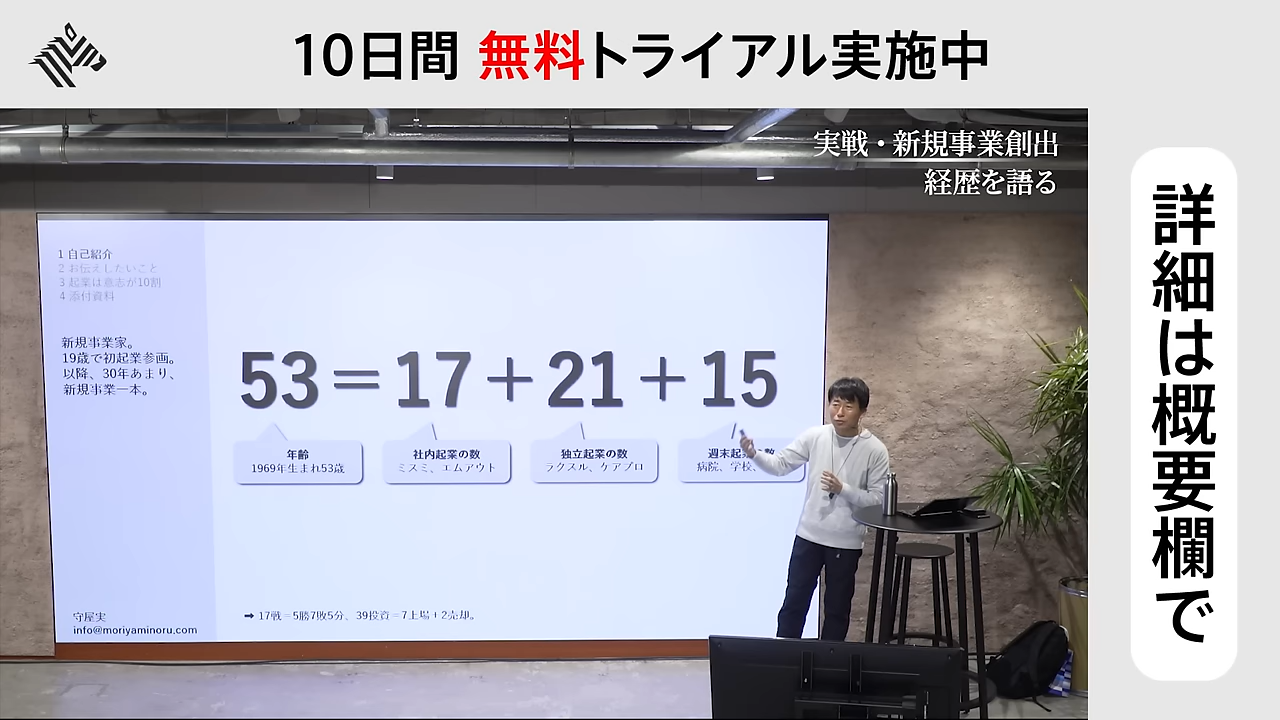 10日間 無料トライアル実施中
実戦・新規事業創出
経歴を語る
詳細は概要欄で
1 自己紹介
2 お伝えしたいこと
3 起業は意志が10割
4 添付資料
新規事業家。
19歳で初起業参画。
以降、30年あまり、
新規事業一本。
53＝17＋21＋15
年齢
1969年生まれ53歳
社内起業の数
ミスミ、エムアウト
独立起業の数
ラクスル、ケアプロ
週末起 数
病院、学校、
➡ 17戦＝5勝7敗5分、39投資＝7上場＋2売却。
守屋実
info@moriyaminoru.com